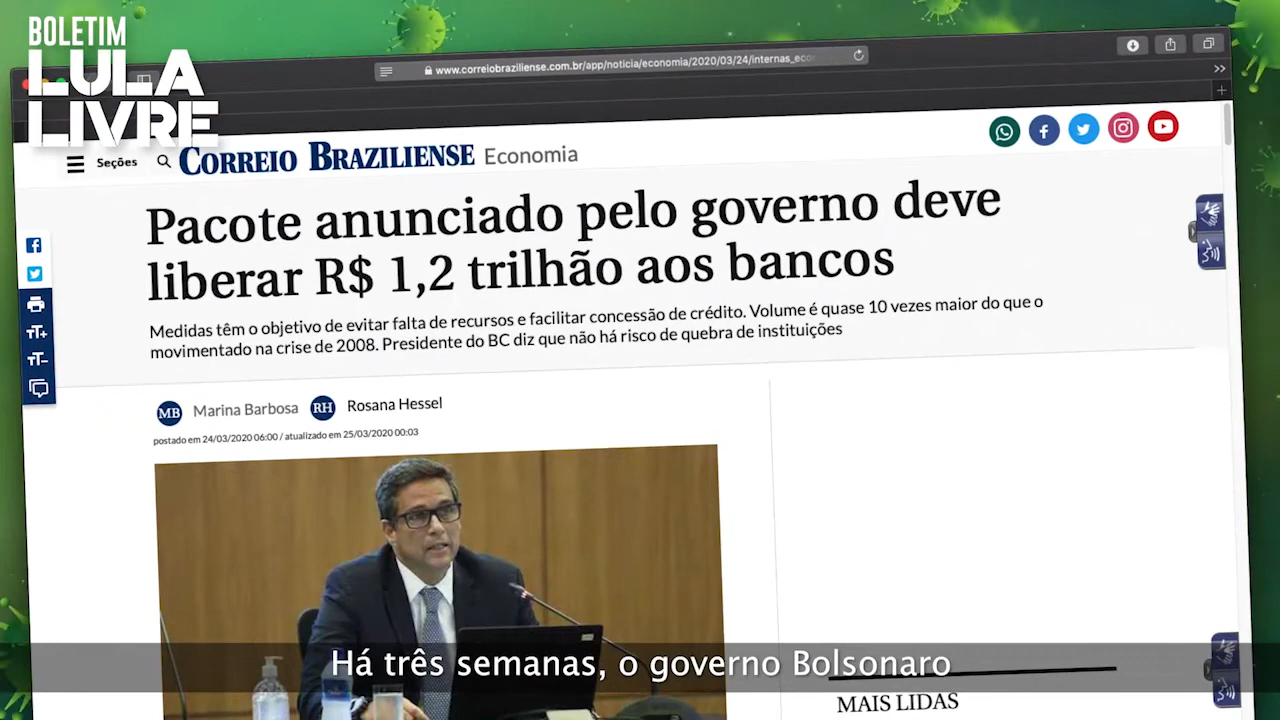 BOLETIM
LULA
LIVRE
www.correiobraziliense.com.br/app/noticia/economia/2020/03/24/internas_eco
Seções
CORREIO BRAZILIENSE Economia
Pacote anunciado pelo governo deve
liberar R$ 1,2 trilhão aos bancos
Medidas têm o objetivo de evitar falta de recursos e facilitar concessão de crédito. Volume é quase 10 vezes maior do que o
movimentado na crise de 2008. Presidente do BC diz que não há risco de quebra de instituições
TT+
TT-
MB Marina Barbosa RH Rosana Hessel
postado em 24/03/2020 06:00 / atualizado em 25/03/2020 00:03
Há três semanas, o governo Bolsonaro
MAIS LIDAS